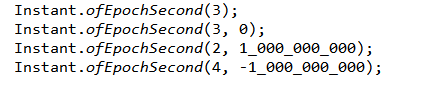 Instant.ofEpochSecond(3);
Instant.ofEpochSecond(3, 0);
Instant.ofEpochSecond(2, 1_000_000_000);
Instant.ofEpochSecond(4, -1_000_000_000);